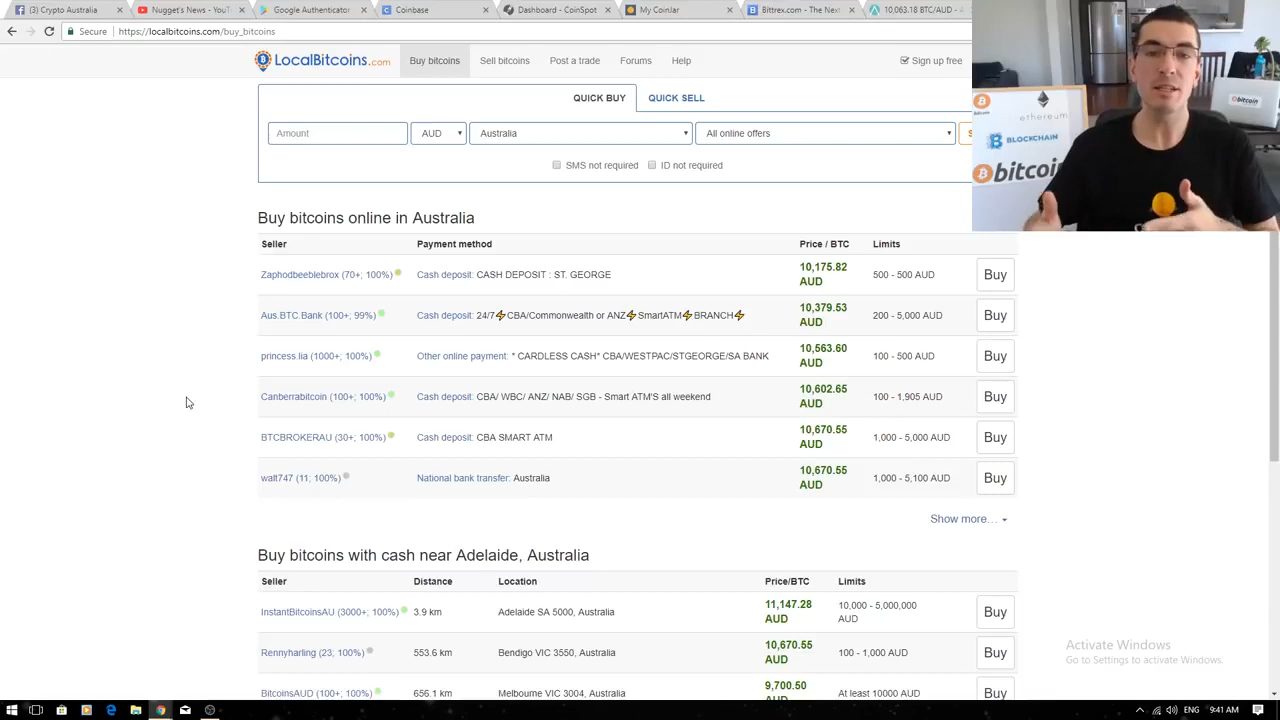 (3) Crypto Australia
Nugget's News - YouTub
Google Authenticator
Coinbase
Dashboard - CoinSpot
My CoinJar
Bittrex.com - The Next
10,063.18 BTC/AUD -
Secure
https://localbitcoins.com/buy_bitcoins
LocalBitcoins.com
Buy bitcoins
Sell bitcoins
Post a trade
Forums
Help
Sign up free
QUICK BUY
QUICK SELL
Amount
AUD
Australia
All online offers
S
SMS not required
ID not required
bitcoin
ethereum
BLOCKCHAIN
bitcoin
bitcoin
Buy bitcoins online in Australia
Seller Payment method Price / BTC Limits
Zaphodbeeblebrox (70+; 100%) Cash deposit: CASH DEPOSIT : ST. GEORGE 10,175.82 AUD 500 - 500 AUD Buy
Aus.BTC.Bank (100+; 99%) Cash deposit: 24/7⚡CBA/Commonwealth or ANZ⚡SmartATM⚡BRANCH⚡ 10,379.53 AUD 200 - 5,000 AUD Buy
princess.lia (1000+; 100%) Other online payment: * CARDLESS CASH* CBA/WESTPAC/STGEORGE/SA BANK 10,563.60 AUD 100 - 500 AUD Buy
Canberrabitcoin (100+; 100%) Cash deposit: CBA/ WBC/ ANZ/ NAB/ SGB - Smart ATM'S all weekend 10,602.65 AUD 100 - 1,905 AUD Buy
BTCBROKERAU (30+; 100%) Cash deposit: CBA SMART ATM 10,670.55 AUD 1,000 - 5,000 AUD Buy
walt747 (11; 100%) National bank transfer: Australia 10,670.55 AUD 1,000 - 5,100 AUD Buy
Show more…
Buy bitcoins with cash near Adelaide, Australia
Seller Distance Location Price/BTC Limits
InstantBitcoinsAU (3000+; 100%) 3.9 km Adelaide SA 5000, Australia 11,147.28 AUD 10,000 - 5,000,000 AUD Buy
Rennyharling (23; 100%) 553.6 km Bendigo VIC 3550, Australia 10,670.55 AUD 100 - 1,000 AUD Buy
BitcoinsAUD (100+; 100%) 656.1 km Melbourne VIC 3004, Australia 9,700.50 AUD At least 10000 AUD Buy
Activate Windows
Go to Settings to activate Windows.
ENG
9:41 AM